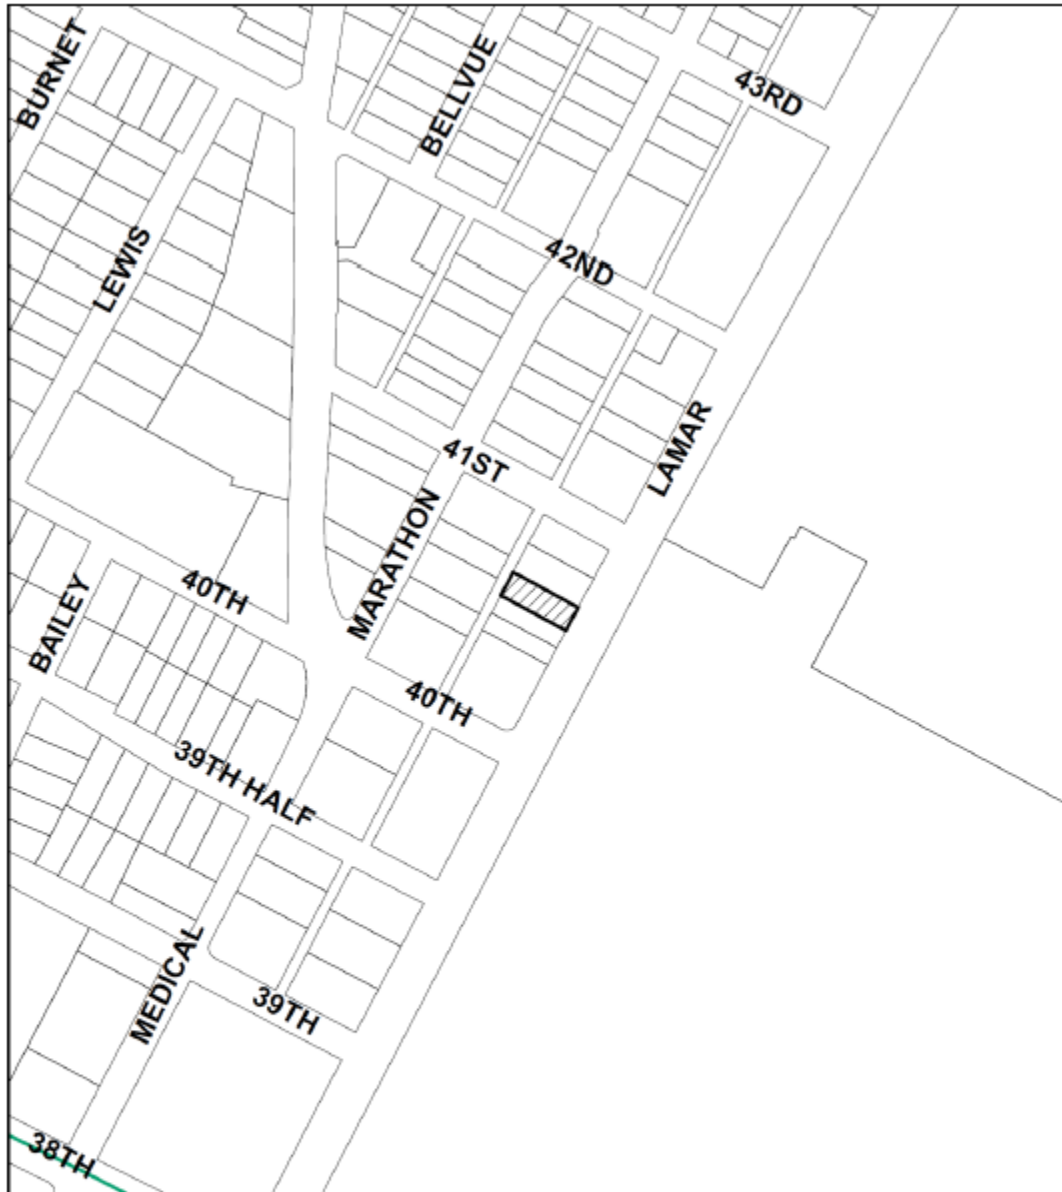 BURNET
BELLVUE
43RD
LEWIS
42ND
LAMAR
41ST
MARATHON
40TH
BAILEY
40TH
39TH HALF
MEDICAL
39TH
38TH